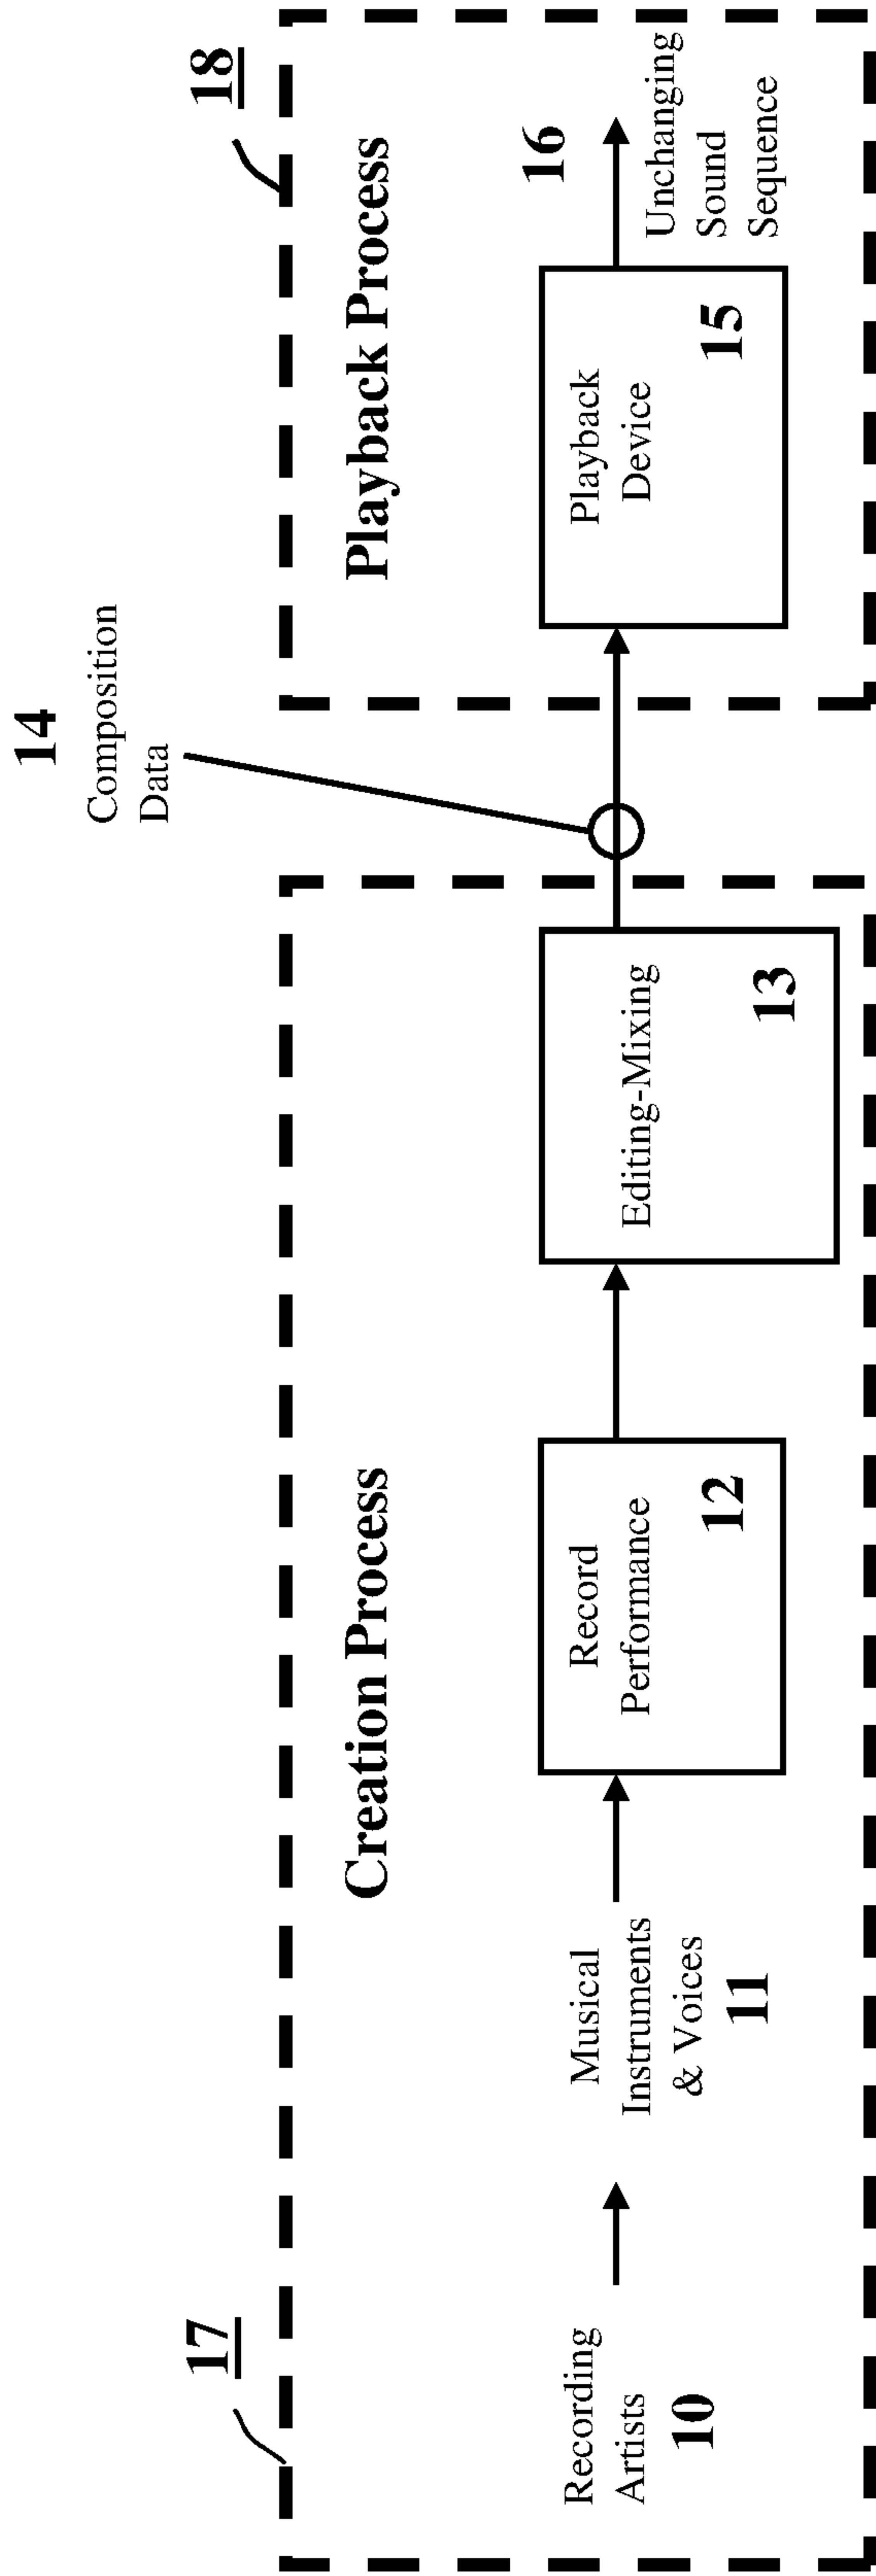 17
Creation Process
Recording
Artists
10
Musical
Instruments
& Voices
11
Record
Performance
12
Editing-Mixing
13
14
Composition
Data
18
Playback Process
Playback
Device
15
16
Unchanging
Sound
Sequence